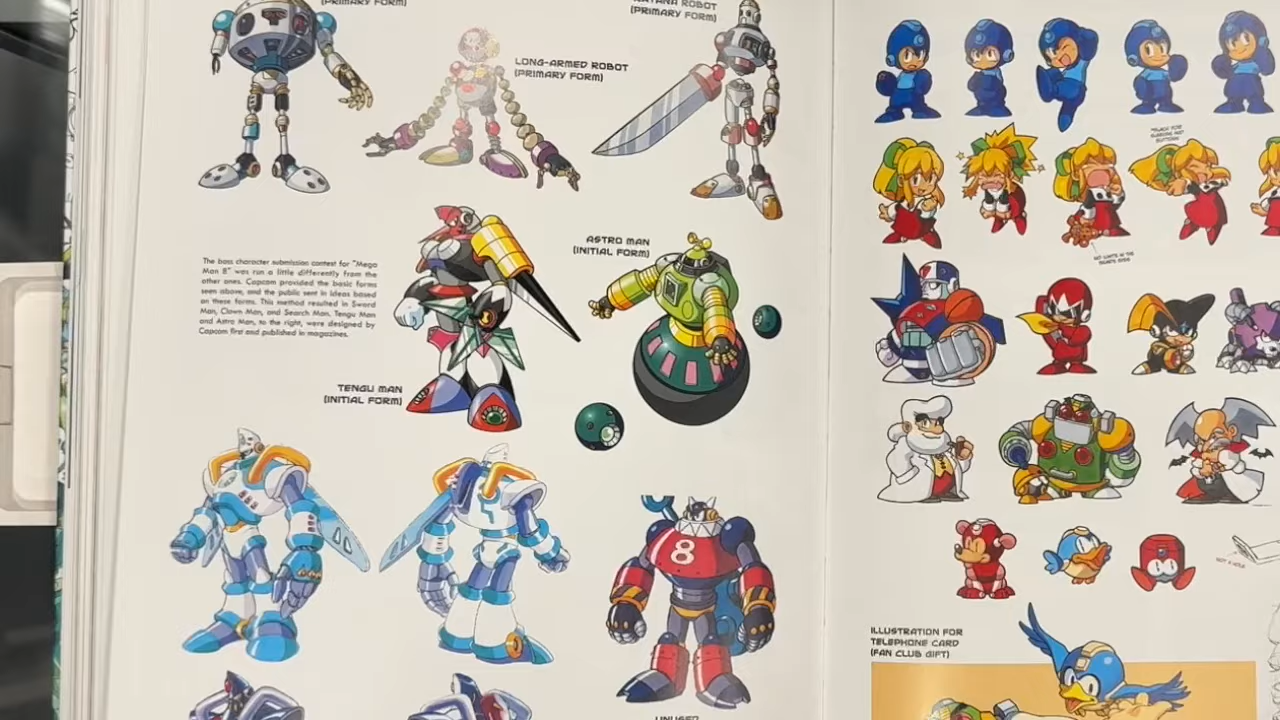 (PRIMARY FORM)
KATANA ROBOT
(PRIMARY FORM)
LONG-ARMED ROBOT
(PRIMARY FORM)
The boss character submission contest for "Mega
Man 8" was run a little differently from the
other ones. Capcom provided the basic forms
seen above, and the public sent in ideas based
on these forms. This method resulted in Sword
Man, Clown Man, and Search Man. Tengu Man
and Astro Man, to the right, were designed by
Capcom first and published in magazines.
ASTRO MAN
(INITIAL FORM)
TENGU MAN
(INITIAL FORM)
8
UNUSED
ILLUSTRATION FOR
TELEPHONE CARD
(FAN CLUB GIFT)